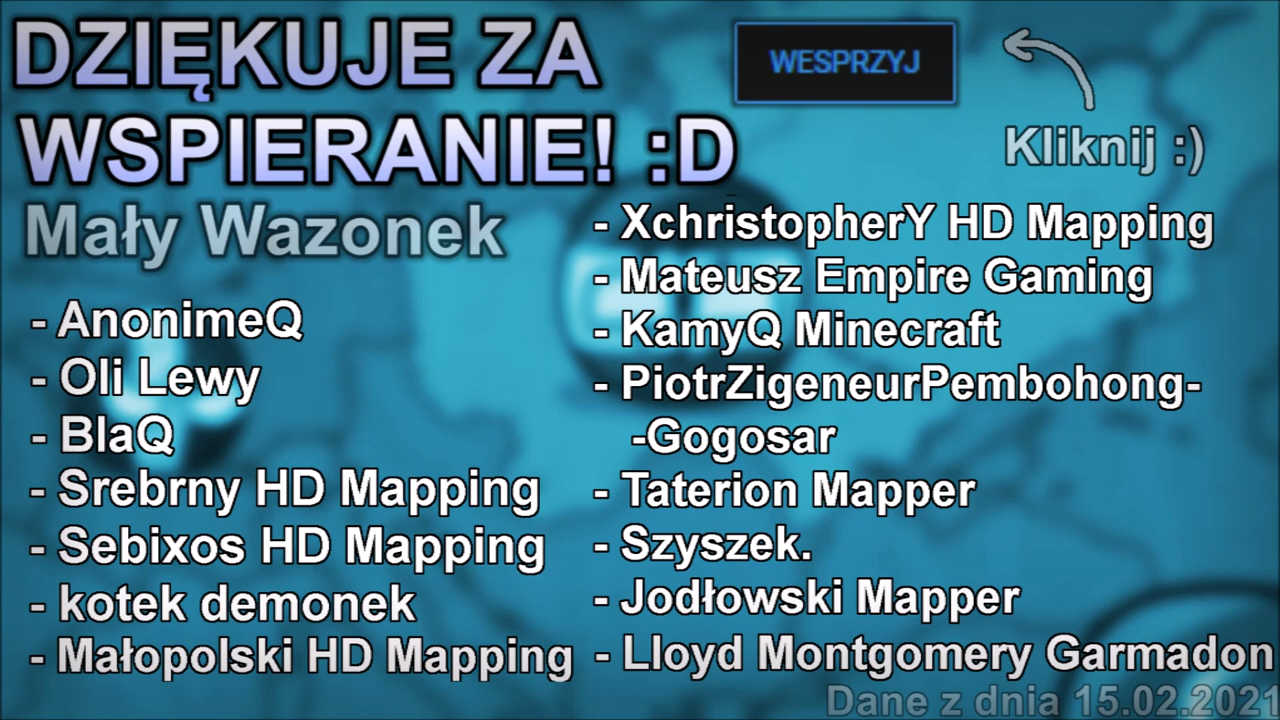 DZIĘKUJE ZA
WSPIERANIE! :D
WESPRZYJ
Kliknij :)
Mały Wazonek
- AnonimeQ
- Oli Lewy
- BlaQ
- Srebrny HD Mapping
- Sebixos HD Mapping
- kotek demonek
- Małopolski HD Mapping
- XchristopherY HD Mapping
- Mateusz Empire Gaming
- KamyQ Minecraft
- PiotrZigeneurPembohong-
-Gogosar
- Taterion Mapper
- Szyszek.
- Jodłowski Mapper
- Lloyd Montgomery Garmadon
Dane z dnia 15.02.2021